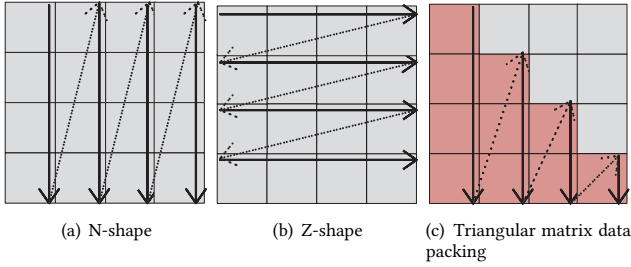 (a) N-shape
(b) Z-shape
(c) Triangular matrix data
packing